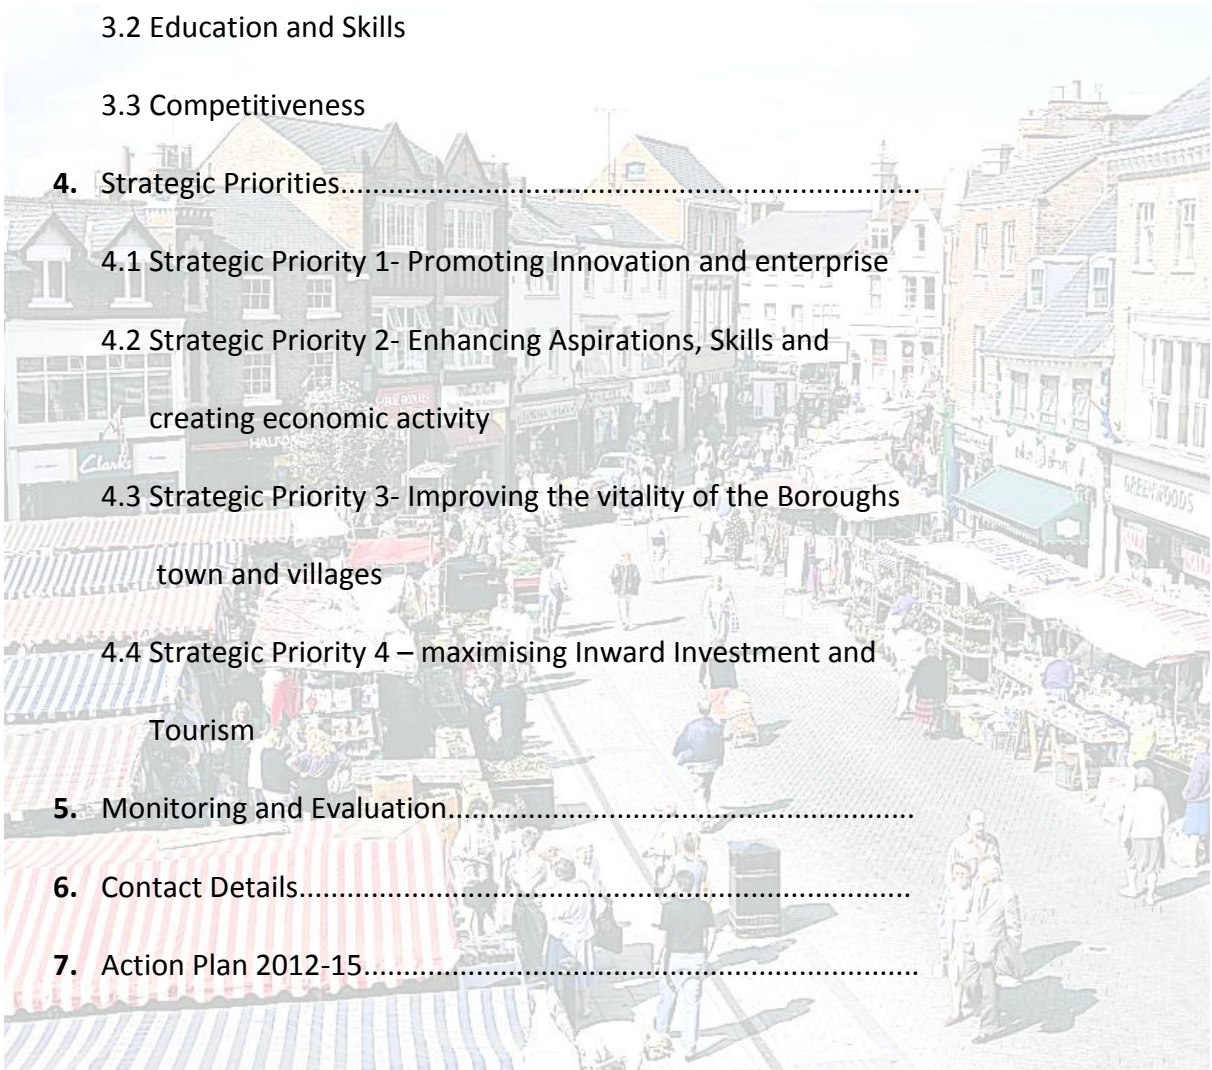 3.2 Education and Skills
3.3 Competitiveness
4. Strategic Priorities........................................................................
4.1 Strategic Priority 1- Promoting Innovation and enterprise
4.2 Strategic Priority 2- Enhancing Aspirations, Skills and
creating economic activity
4.3 Strategic Priority 3- Improving the vitality of the Boroughs
town and villages
4.4 Strategic Priority 4 – maximising Inward Investment and
Tourism
5. Monitoring and Evaluation..........................................................
6. Contact Details............................................................................
7. Action Plan 2012-15.....................................................................
HALFORDS
Clarks
GREENWOODS